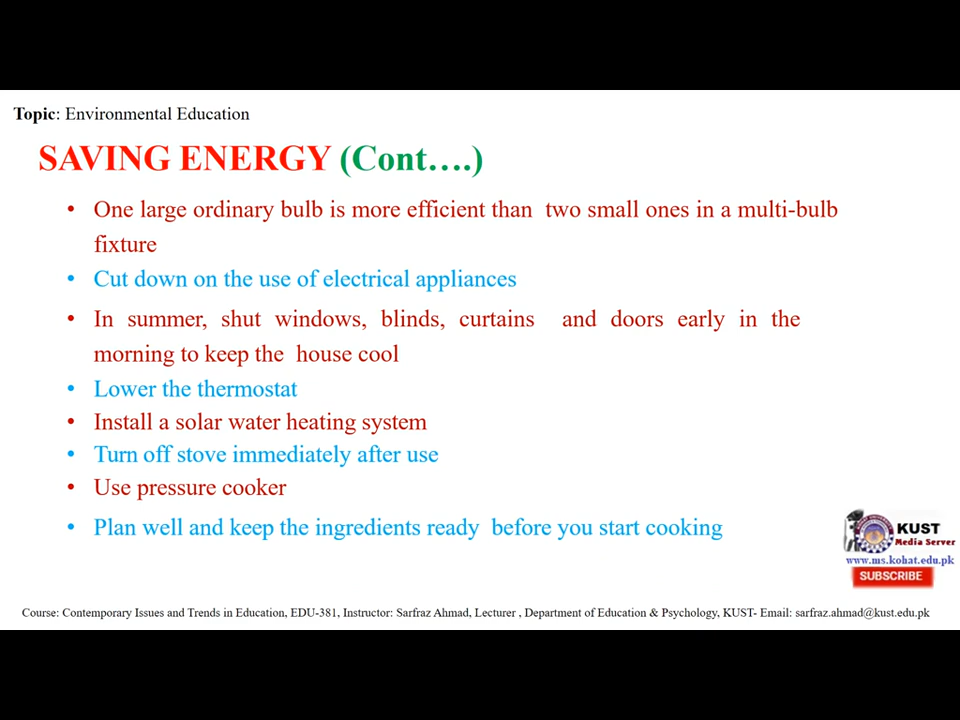 Topic: Environmental Education
SAVING ENERGY (Cont….)
• One large ordinary bulb is more efficient than two small ones in a multi-bulb
fixture
• Cut down on the use of electrical appliances
• In summer, shut windows, blinds, curtains and doors early in the
morning to keep the house cool
• Lower the thermostat
• Install a solar water heating system
• Turn off stove immediately after use
• Use pressure cooker
• Plan well and keep the ingredients ready before you start cooking
KUST
Media Server
www.ms.kohat.edu.pk
SUBSCRIBE
Course: Contemporary Issues and Trends in Education, EDU-381, Instructor: Sarfraz Ahmad, Lecturer , Department of Education & Psychology, KUST- Email: sarfraz.ahmad@kust.edu.pk